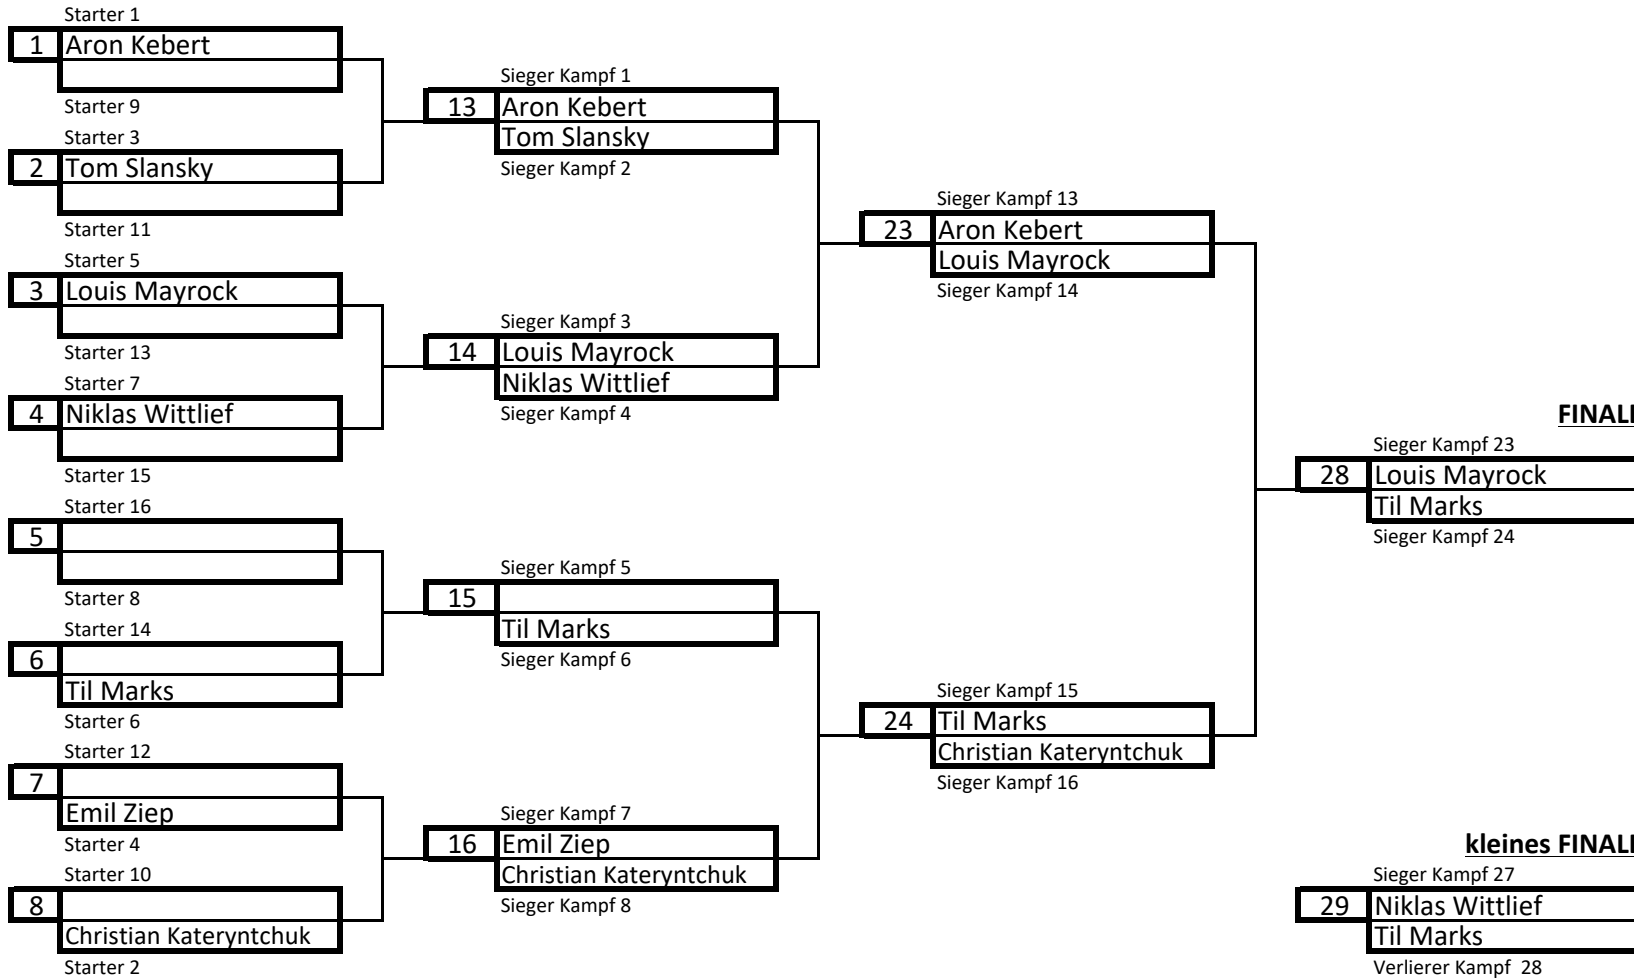 Starter 1
1 Aron Kebert
Starter 9
Starter 3
2 Tom Slansky
Starter 11
Starter 5
3 Louis Mayrock
Starter 13
Starter 7
4 Niklas Wittlief
Starter 15
Starter 16
5
Starter 8
Starter 14
6
Til Marks
Starter 6
Starter 12
7
Emil Ziep
Starter 4
Starter 10
8
Christian Kateryntchuk
Starter 2
Sieger Kampf 1
13 Aron Kebert
Tom Slansky
Sieger Kampf 2
Sieger Kampf 3
14 Louis Mayrock
Niklas Wittlief
Sieger Kampf 4
Sieger Kampf 5
15
Til Marks
Sieger Kampf 6
Sieger Kampf 7
16 Emil Ziep
Christian Kateryntchuk
Sieger Kampf 8
Sieger Kampf 13
23 Aron Kebert
Louis Mayrock
Sieger Kampf 14
Sieger Kampf 15
24 Til Marks
Christian Kateryntchuk
Sieger Kampf 16
FINAL
Sieger Kampf 23
28 Louis Mayrock
Til Marks
Sieger Kampf 24
kleines FINAL
Sieger Kampf 27
29 Niklas Wittlief
Til Marks
Verlierer Kampf 28